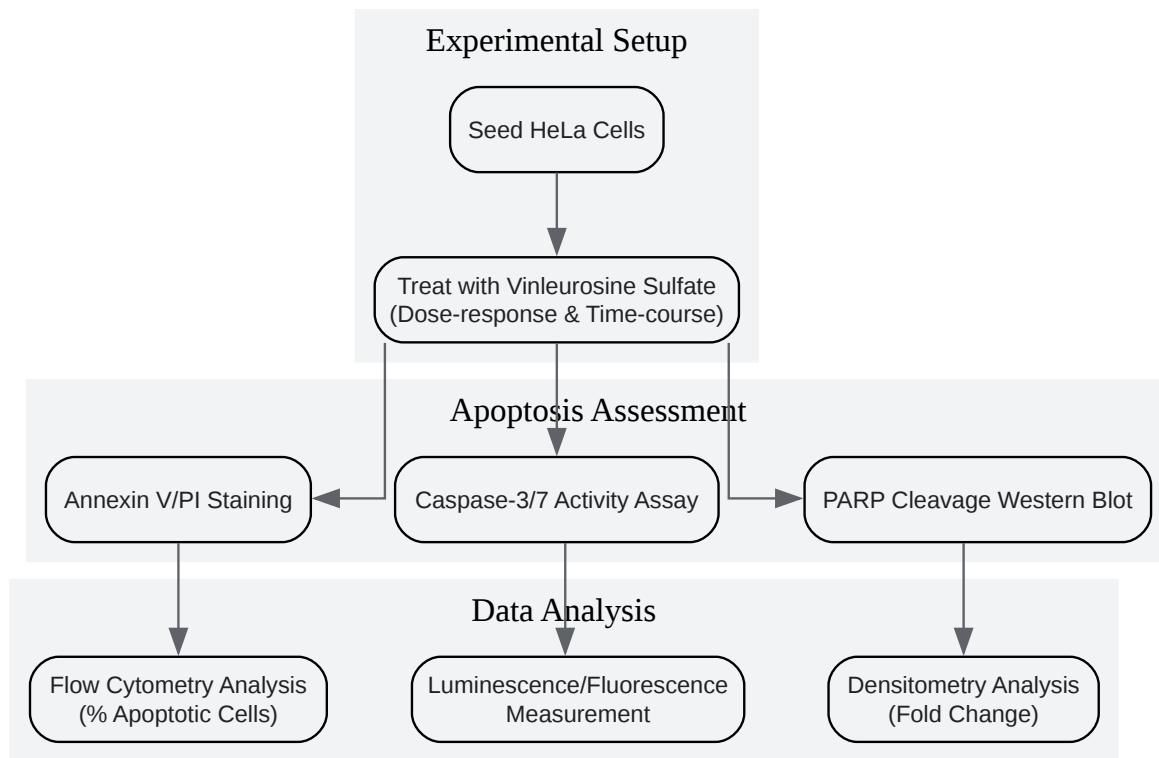 Experimental Setup
Seed HeLa Cells
Treat with Vinleurosine Sulfate
(Dose-response & Time-course)
Apoptosis Assessment
Annexin V/PI Staining
Caspase-3/7 Activity Assay
PARP Cleavage Western Blot
Data Analysis
Flow Cytometry Analysis
(% Apoptotic Cells)
Luminescence/Fluorescence
Measurement
Densitometry Analysis
(Fold Change)